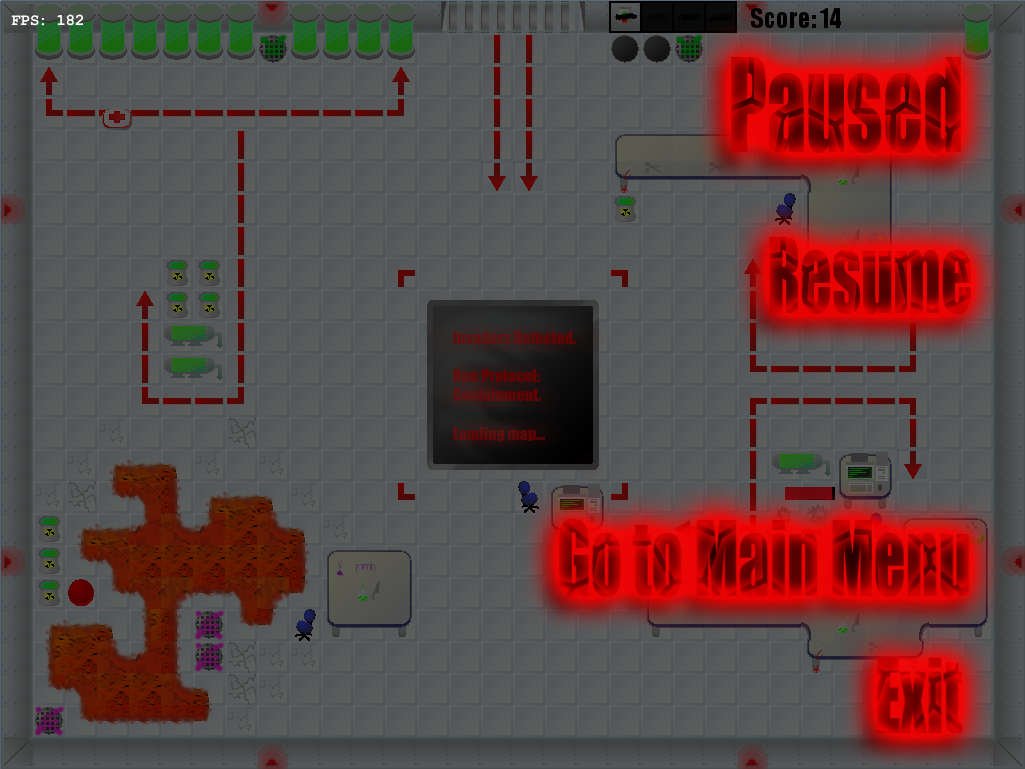 FPS: 182
Score:14
Paused
Resume
Loading map...
Go to Main Menu
Exit